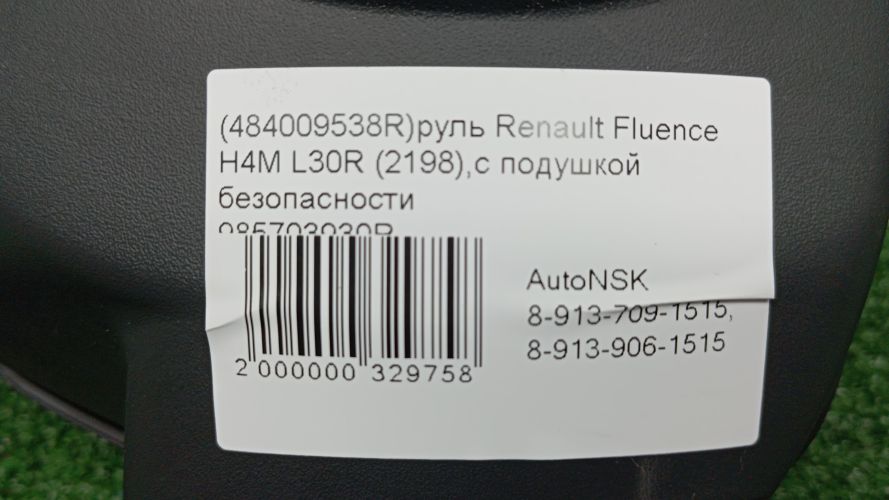 (484009538R)руль Renault Fluence
H4M L30R (2198),с подушкой
безопасности
985703030R
AutoNSK
8-913-709-1515,
8-913-906-1515
2 000000 329758